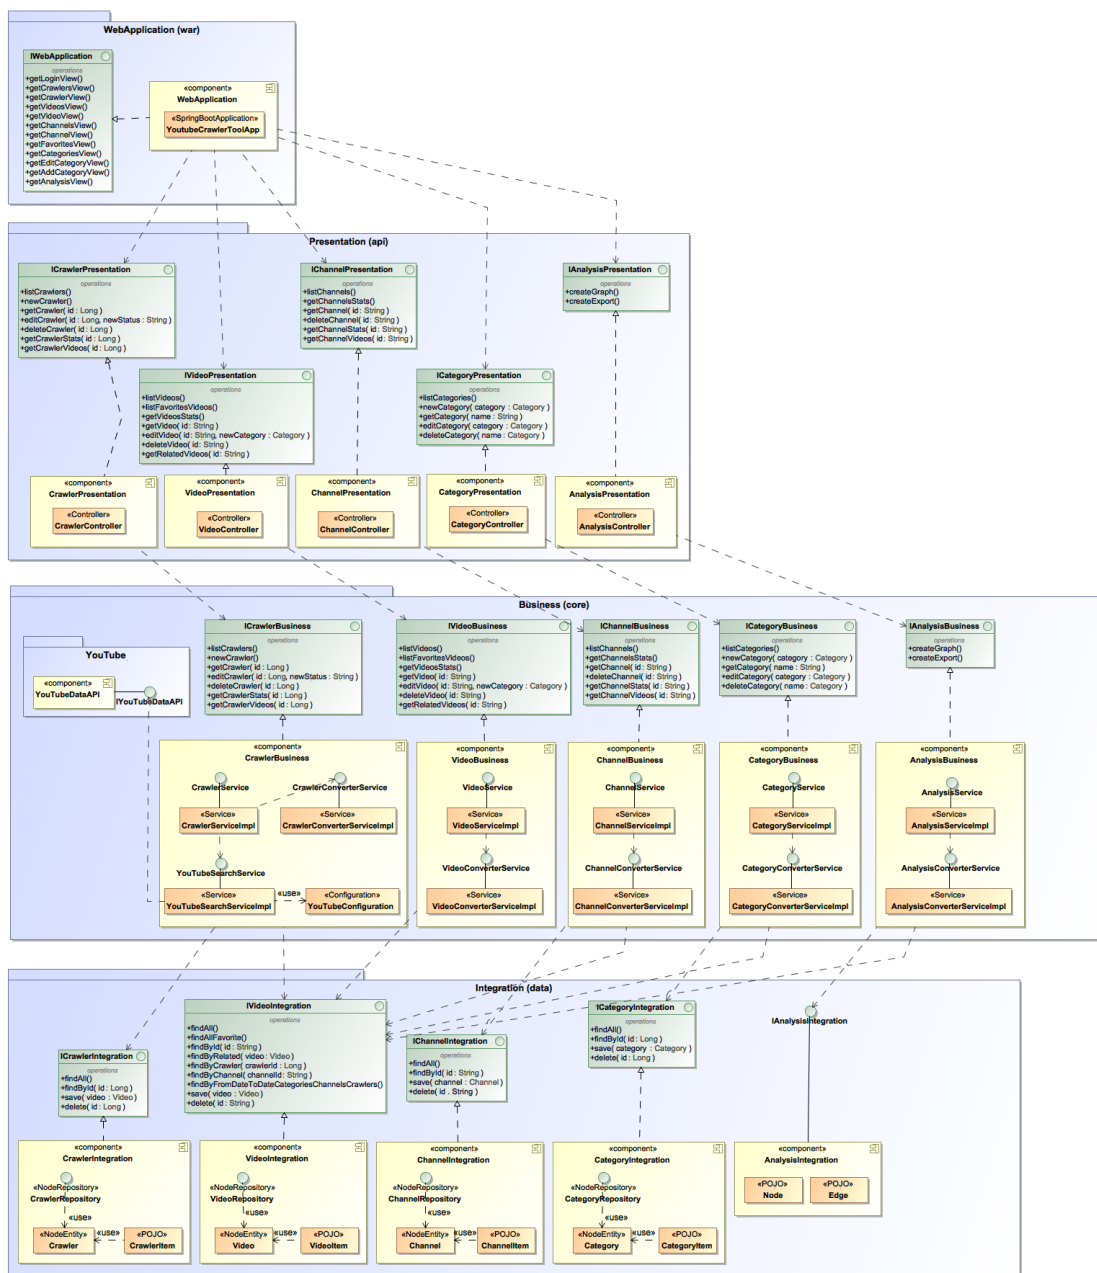 WebApplication (war)
IWebApplication
operations
+getLoginView()
+getCrawlersView()
+getCrawlerView()
+getVideosView()
+getVideoView()
+getChannelsView()
+getChannelView()
+getFavoritesView()
+getCategoriesView()
+getEditCategoryView()
+getAddCategoryView()
+getAnalysisView()
«component»
WebApplication
«SpringBootApplication»
YoutubeCrawlerToolApp
Presentation (api)
ICrawlerPresentation
operations
+listCrawlers()
+newCrawler()
+getCrawler( id : Long )
+editCrawler( id : Long, newStatus : String )
+deleteCrawler( id : Long )
+getCrawlerStats( id : Long )
+getCrawlerVideos( id : Long )
IChannelPresentation
operations
+listChannels()
+getChannelsStats()
+getChannel( id : String )
+deleteChannel( id : String )
+getChannelStats( id : String )
+getChannelVideos( id : String )
IAnalysisPresentation
operations
+createGraph()
+createExport()
IVideoPresentation
operations
+listVideos()
+listFavoritesVideos()
+getVideosStats()
+getVideo( id : String )
+editVideo( id : String, newCategory : Category )
+deleteVideo( id : String )
+getRelatedVideos( id : String )
ICategoryPresentation
operations
+listCategories()
+newCategory( category : Category )
+getCategory( name : String )
+editCategory( category : Category )
+deleteCategory( name : Category )
«component»
CrawlerPresentation
«Controller»
CrawlerController
«component»
VideoPresentation
«Controller»
VideoController
«component»
ChannelPresentation
«Controller»
ChannelController
«component»
CategoryPresentation
«Controller»
CategoryController
«component»
AnalysisPresentation
«Controller»
AnalysisController
Business (core)
YouTube
«component»
YouTubeDataAPI
IYouTubeDataAPI
ICrawlerBusiness
operations
+listCrawlers()
+newCrawler()
+getCrawler( id : Long )
+editCrawler( id : Long, newStatus : String )
+deleteCrawler( id : Long )
+getCrawlerStats( id : Long )
+getCrawlerVideos( id : Long )
IVideoBusiness
operations
+listVideos()
+listFavoritesVideos()
+getVideosStats()
+getVideo( id : String )
+editVideo( id : String, newCategory : Category )
+deleteVideo( id : String )
+getRelatedVideos( id : String )
IChannelBusiness
operations
+listChannels()
+getChannelsStats()
+getChannel( id : String )
+deleteChannel( id : String )
+getChannelStats( id : String )
+getChannelVideos( id : String )
ICategoryBusiness
operations
+listCategories()
+newCategory( category : Category )
+getCategory( name : String )
+editCategory( category : Category )
+deleteCategory( name : Category )
IAnalysisBusiness
operations
+createGraph()
+createExport()
«component»
CrawlerBusiness
CrawlerService
CrawlerConverterService
«Service»
CrawlerServiceImpl
«Service»
CrawlerConverterServiceImpl
YouTubeSearchService
«Service»
YouTubeSearchServiceImpl
«use»
«Configuration»
YouTubeConfiguration
«component»
VideoBusiness
VideoService
«Service»
VideoServiceImpl
VideoConverterService
«Service»
VideoConverterServiceImpl
«component»
ChannelBusiness
ChannelService
«Service»
ChannelServiceImpl
ChannelConverterService
«Service»
ChannelConverterServiceImpl
«component»
CategoryBusiness
CategoryService
«Service»
CategoryServiceImpl
CategoryConverterService
«Service»
CategoryConverterServiceImpl
«component»
AnalysisBusiness
AnalysisService
«Service»
AnalysisServiceImpl
AnalysisConverterService
«Service»
AnalysisConverterServiceImpl
Integration (data)
ICrawlerIntegration
operations
+findAll()
+findById( id : Long )
+save( video : Video )
+delete( id : Long )
IVideoIntegration
operations
+findAll()
+findAllFavorite()
+findById( id : String )
+findByRelated( video : Video )
+findByCrawler( crawlerId : Long )
+findByChannel( channelId : String )
+findByFromDateToDateCategoriesChannelsCrawlers()
+save( video : Video )
+delete( id : String )
IChannelIntegration
operations
+findAll()
+findById( id : String )
+save( channel : Channel )
+delete( id : String )
ICategoryIntegration
operations
+findAll()
+findById( id : Long )
+save( category : Category )
+delete( id : Long )
IAnalysisIntegration
«component»
CrawlerIntegration
«NodeRepository»
CrawlerRepository
«use»
«NodeEntity»
Crawler
«use»
«POJO»
CrawlerItem
«component»
VideoIntegration
«NodeRepository»
VideoRepository
«use»
«NodeEntity»
Video
«use»
«POJO»
VideoItem
«component»
ChannelIntegration
«NodeRepository»
ChannelRepository
«use»
«NodeEntity»
Channel
«use»
«POJO»
ChannelItem
«component»
CategoryIntegration
«NodeRepository»
CategoryRepository
«use»
«NodeEntity»
Category
«use»
«POJO»
CategoryItem
«component»
AnalysisIntegration
«POJO»
Node
«POJO»
Edge